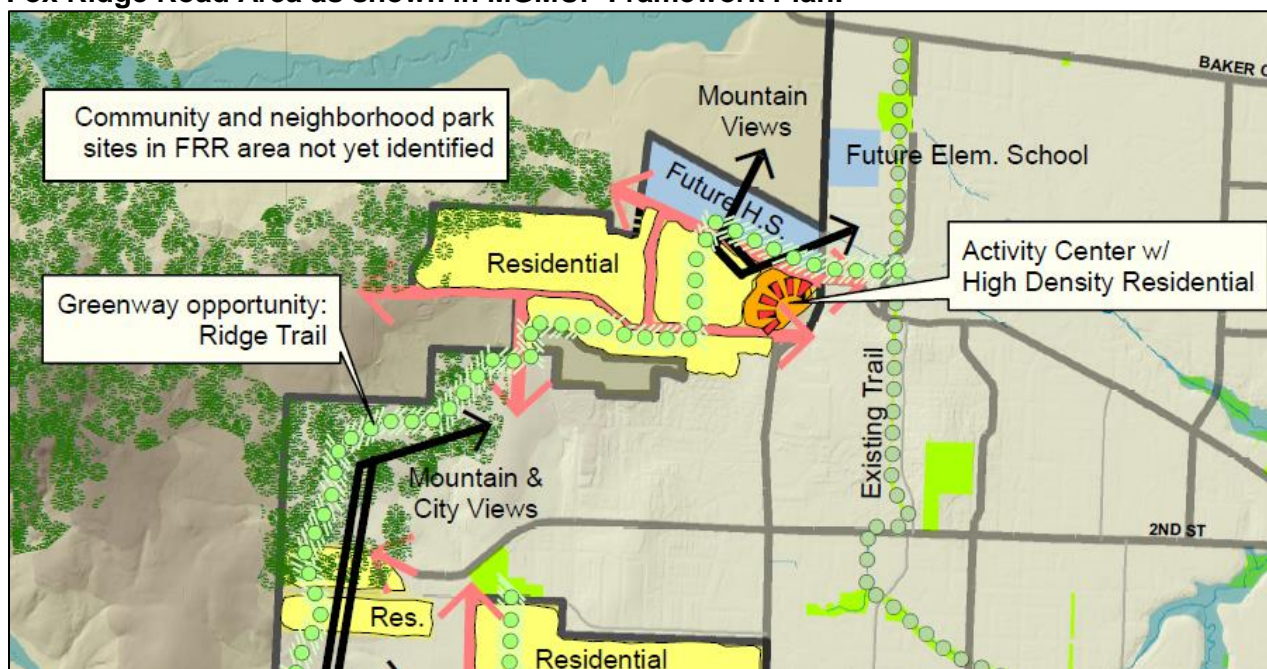 Fox Ridge Road Area as shown in MGMUP Framework Plan:
BAKER C
Community and neighborhood park
sites in FRR area not yet identified
Mountain
Views
Future Elem. School
Future H.S.
Residential
Activity Center w/
High Density Residential
Greenway opportunity:
Ridge Trail
Existing Trail
Mountain &
City Views
2ND ST
Res.
Residential